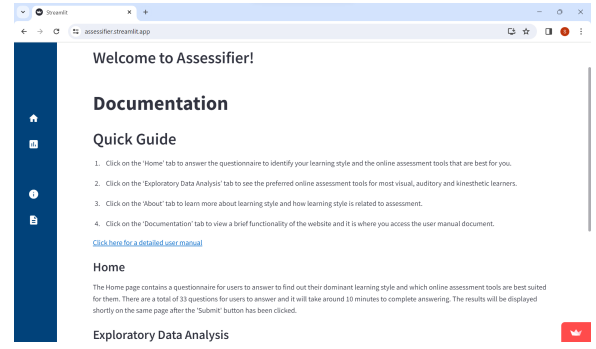 Streamlit
assessifier.streamlit.app
S
Welcome to Assessifier!
Documentation
Quick Guide
1. Click on the 'Home' tab to answer the questionnaire to identify your learning style and the online assessment tools that are best for you.
2. Click on the 'Exploratory Data Analysis' tab to see the preferred online assessment tools for most visual, auditory and kinesthetic learners.
3. Click on the 'About' tab to learn more about learning style and how learning style is related to assessment.
4. Click on the 'Documentation' tab to view a brief functionality of the website and it is where you access the user manual document.
Click here for a detailed user manual
Home
The Home page contains a questionnaire for users to answer to find out their dominant learning style and which online assessment tools are best suited
for them. There are a total of 33 questions for users to answer and it will take around 10 minutes to complete answering. The results will be displayed
shortly on the same page after the 'Submit' button has been clicked.
Exploratory Data Analysis